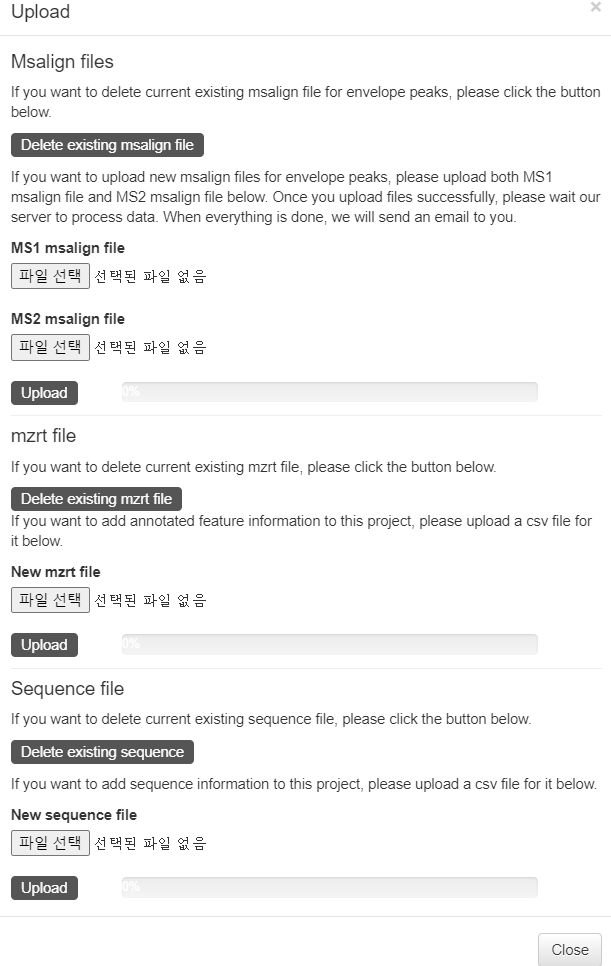 Upload
×
Msalign files
If you want to delete current existing msalign file for envelope peaks, please click the button
below.
Delete existing msalign file
If you want to upload new msalign files for envelope peaks, please upload both MS1
msalign file and MS2 msalign file below. Once you upload files successfully, please wait our
server to process data. When everything is done, we will send an email to you.
MS1 msalign file
파일 선택 선택된 파일 없음
MS2 msalign file
파일 선택 선택된 파일 없음
Upload 0%
mzrt file
If you want to delete current existing mzrt file, please click the button below.
Delete existing mzrt file
If you want to add annotated feature information to this project, please upload a csv file for
it below.
New mzrt file
파일 선택 선택된 파일 없음
Upload 0%
Sequence file
If you want to delete current existing sequence file, please click the button below.
Delete existing sequence
If you want to add sequence information to this project, please upload a csv file for it below.
New sequence file
파일 선택 선택된 파일 없음
Upload 0%
Close